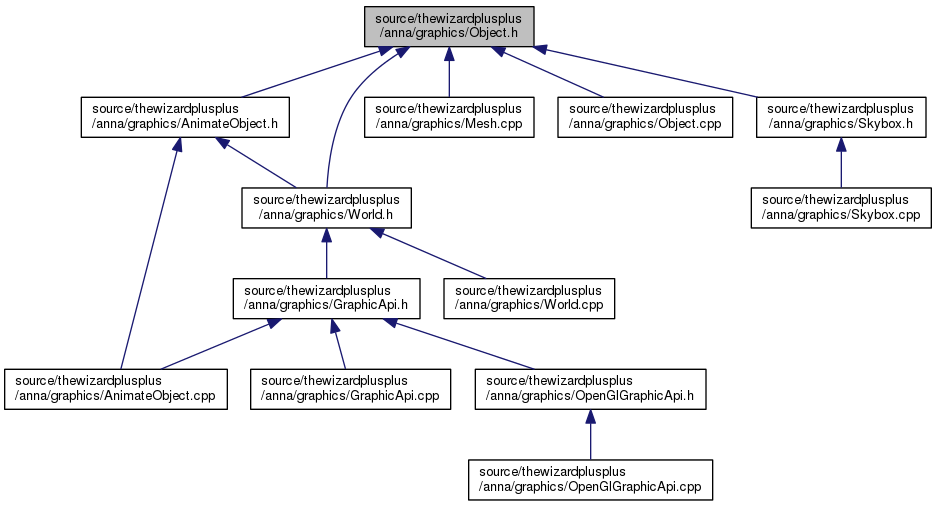 source/thewizardplusplus
/anna/graphics/Object.h
source/thewizardplusplus
/anna/graphics/AnimateObject.h
source/thewizardplusplus
/anna/graphics/Mesh.cpp
source/thewizardplusplus
/anna/graphics/Object.cpp
source/thewizardplusplus
/anna/graphics/Skybox.h
source/thewizardplusplus
/anna/graphics/World.h
source/thewizardplusplus
/anna/graphics/Skybox.cpp
source/thewizardplusplus
/anna/graphics/GraphicApi.h
source/thewizardplusplus
/anna/graphics/World.cpp
source/thewizardplusplus
/anna/graphics/AnimateObject.cpp
source/thewizardplusplus
/anna/graphics/GraphicApi.cpp
source/thewizardplusplus
/anna/graphics/OpenGlGraphicApi.h
source/thewizardplusplus
/anna/graphics/OpenGlGraphicApi.cpp